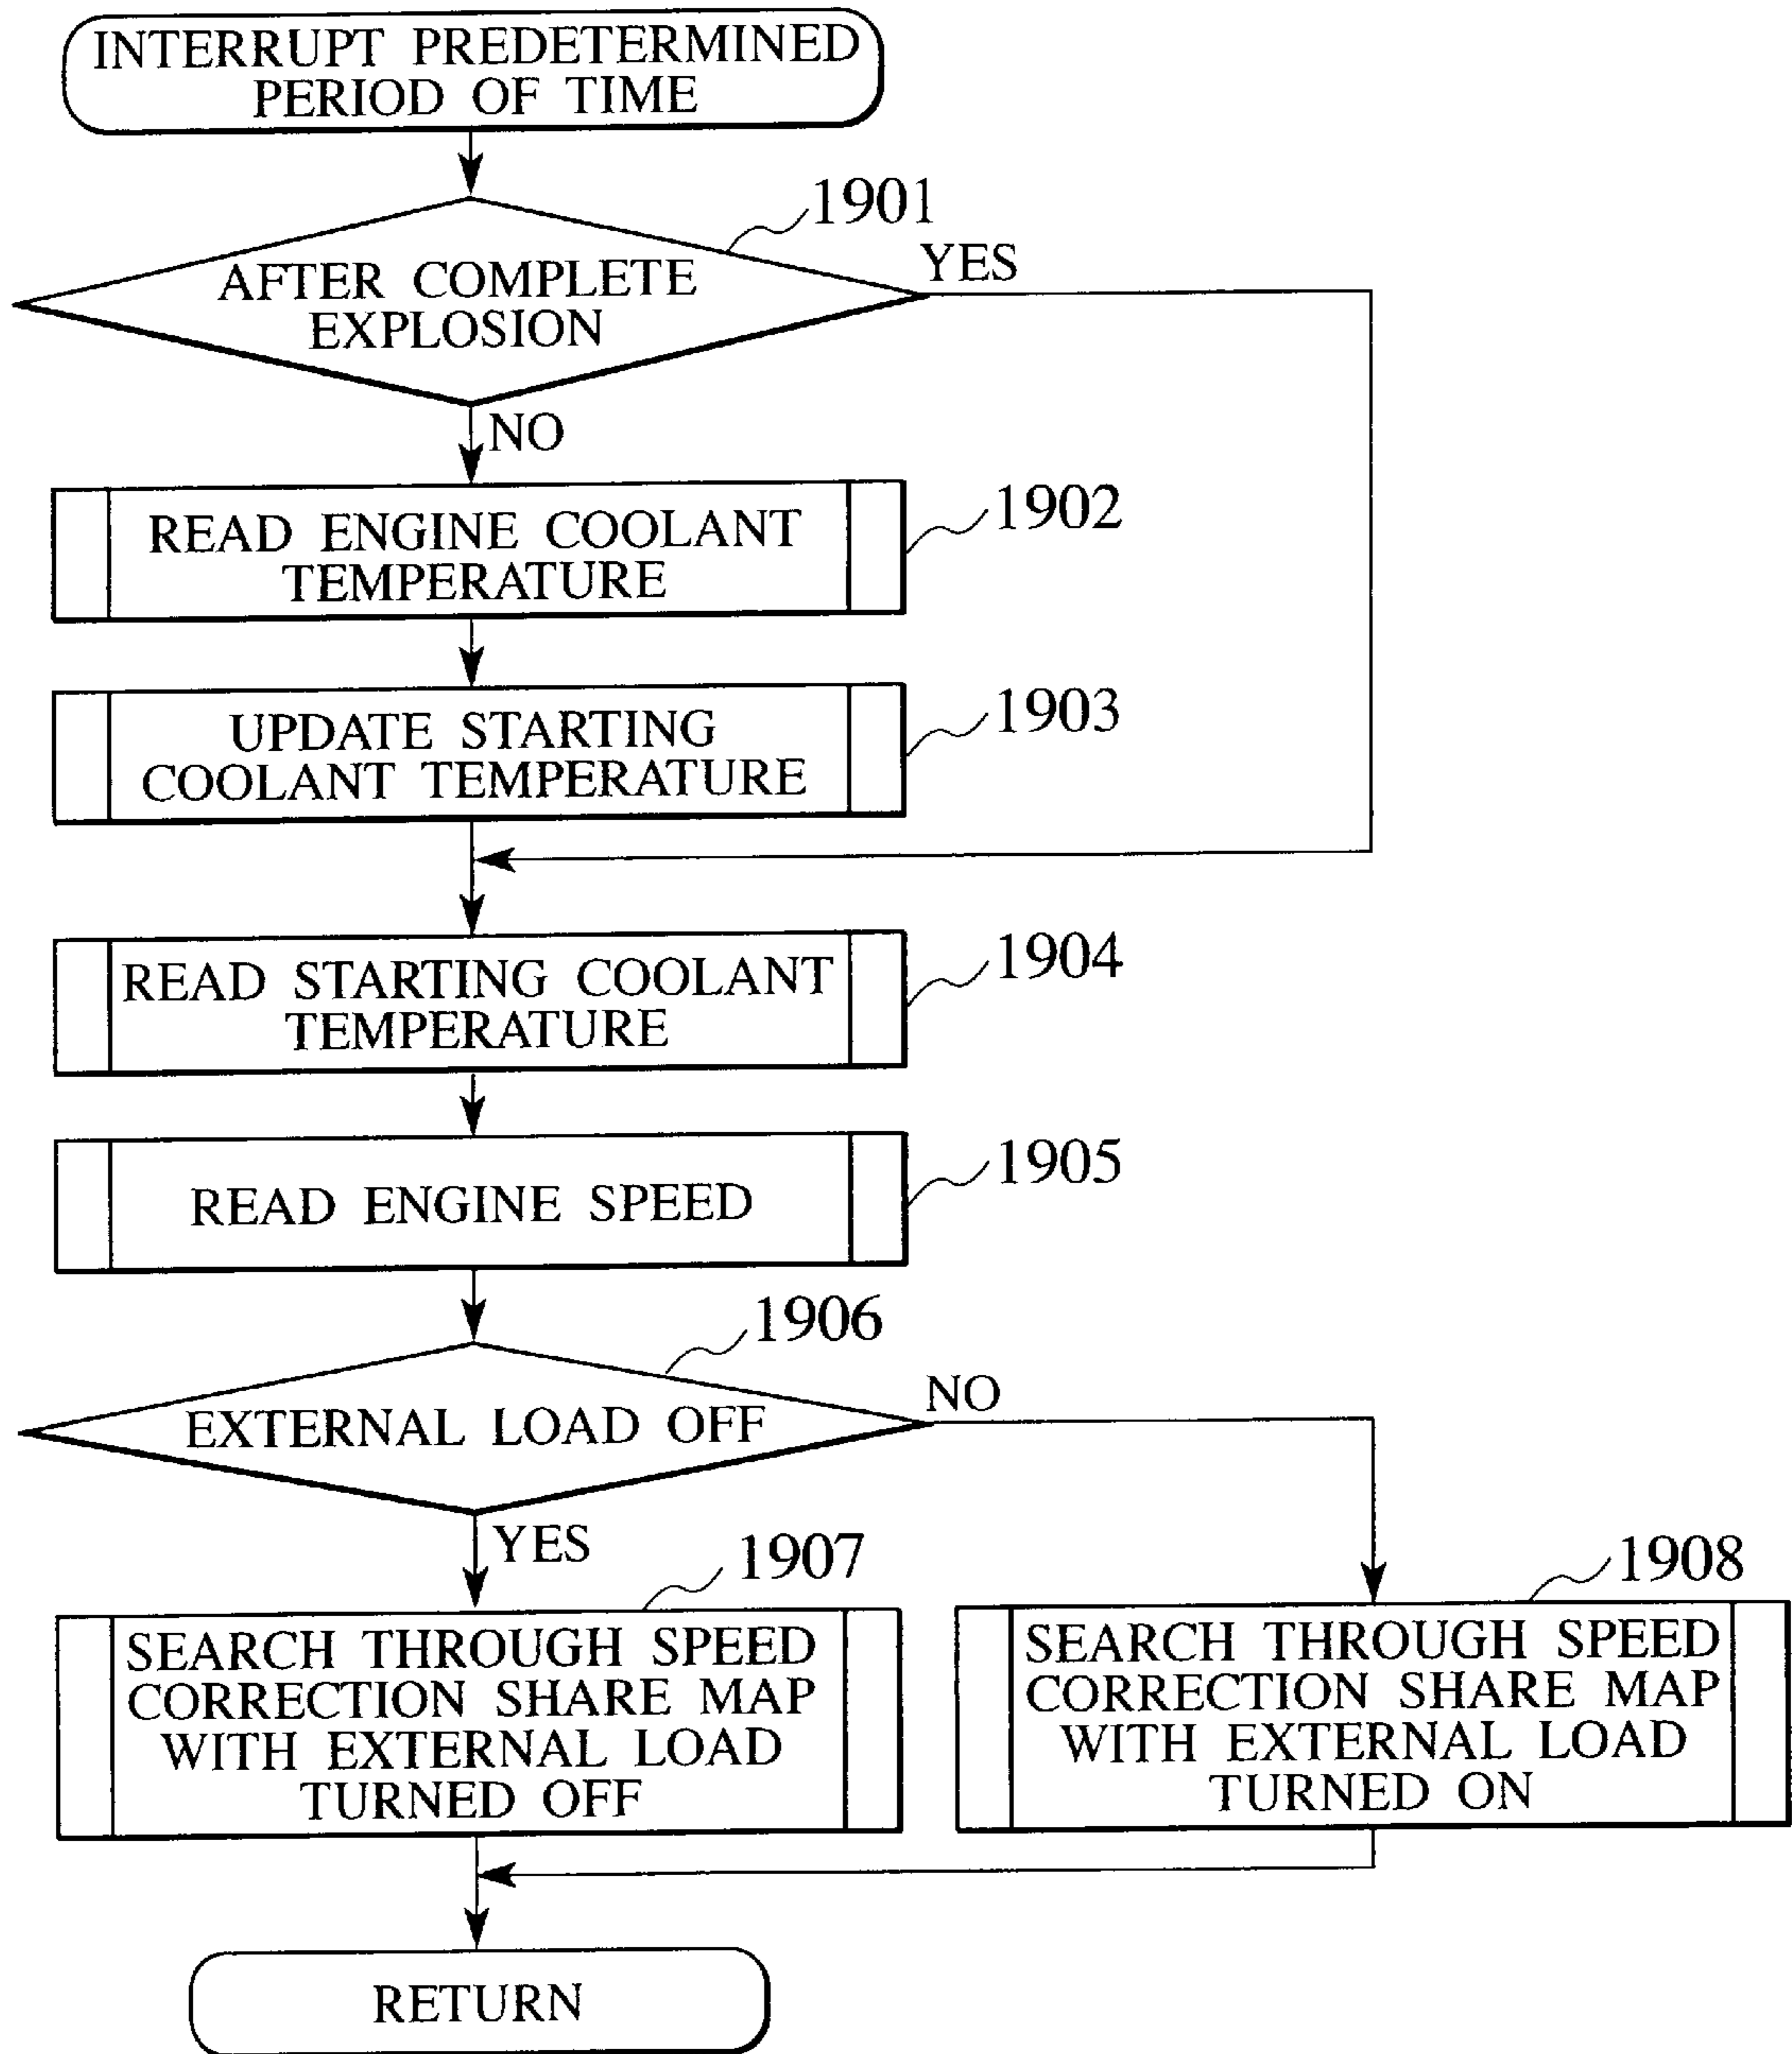 INTERRUPT PREDETERMINED
PERIOD OF TIME
1901
AFTER COMPLETE
EXPLOSION
YES
NO
READ ENGINE COOLANT
TEMPERATURE
1902
UPDATE STARTING
COOLANT TEMPERATURE
1903
READ STARTING COOLANT
TEMPERATURE
1904
READ ENGINE SPEED
1905
1906
EXTERNAL LOAD OFF
NO
YES
1907
SEARCH THROUGH SPEED
CORRECTION SHARE MAP
WITH EXTERNAL LOAD
TURNED OFF
1908
SEARCH THROUGH SPEED
CORRECTION SHARE MAP
WITH EXTERNAL LOAD
TURNED ON
RETURN